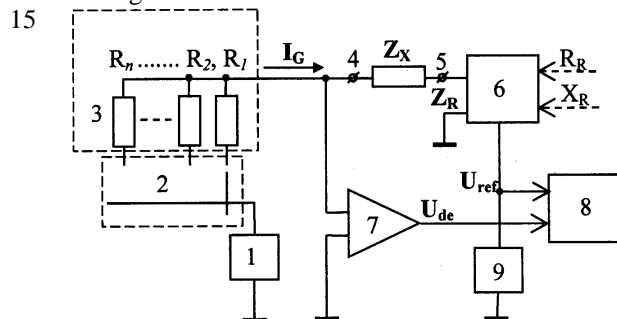 15
Rn ........ R2, R1
IG
4
ZX
5
RR
3
ZR
6
XR
2
Uref
7
Ude
8
1
9